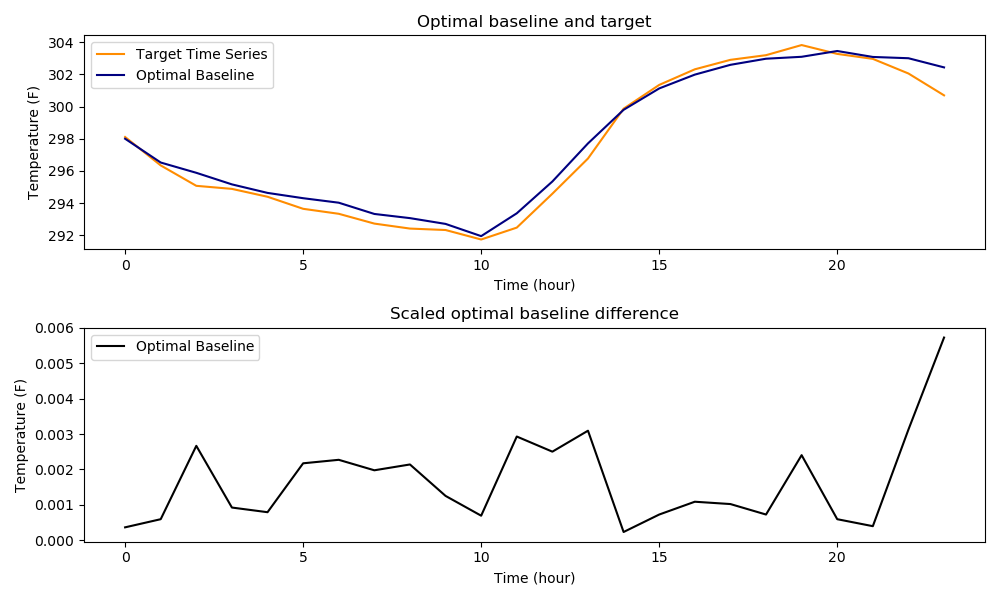 Optimal baseline and target
304
302
300
298
296
294
292
Temperature (F)
Target Time Series
Optimal Baseline
0
5
10
15
20
Time (hour)
Scaled optimal baseline difference
0.006
0.005
0.004
0.003
0.002
0.001
0.000
Temperature (F)
Optimal Baseline
0
5
10
15
20
Time (hour)